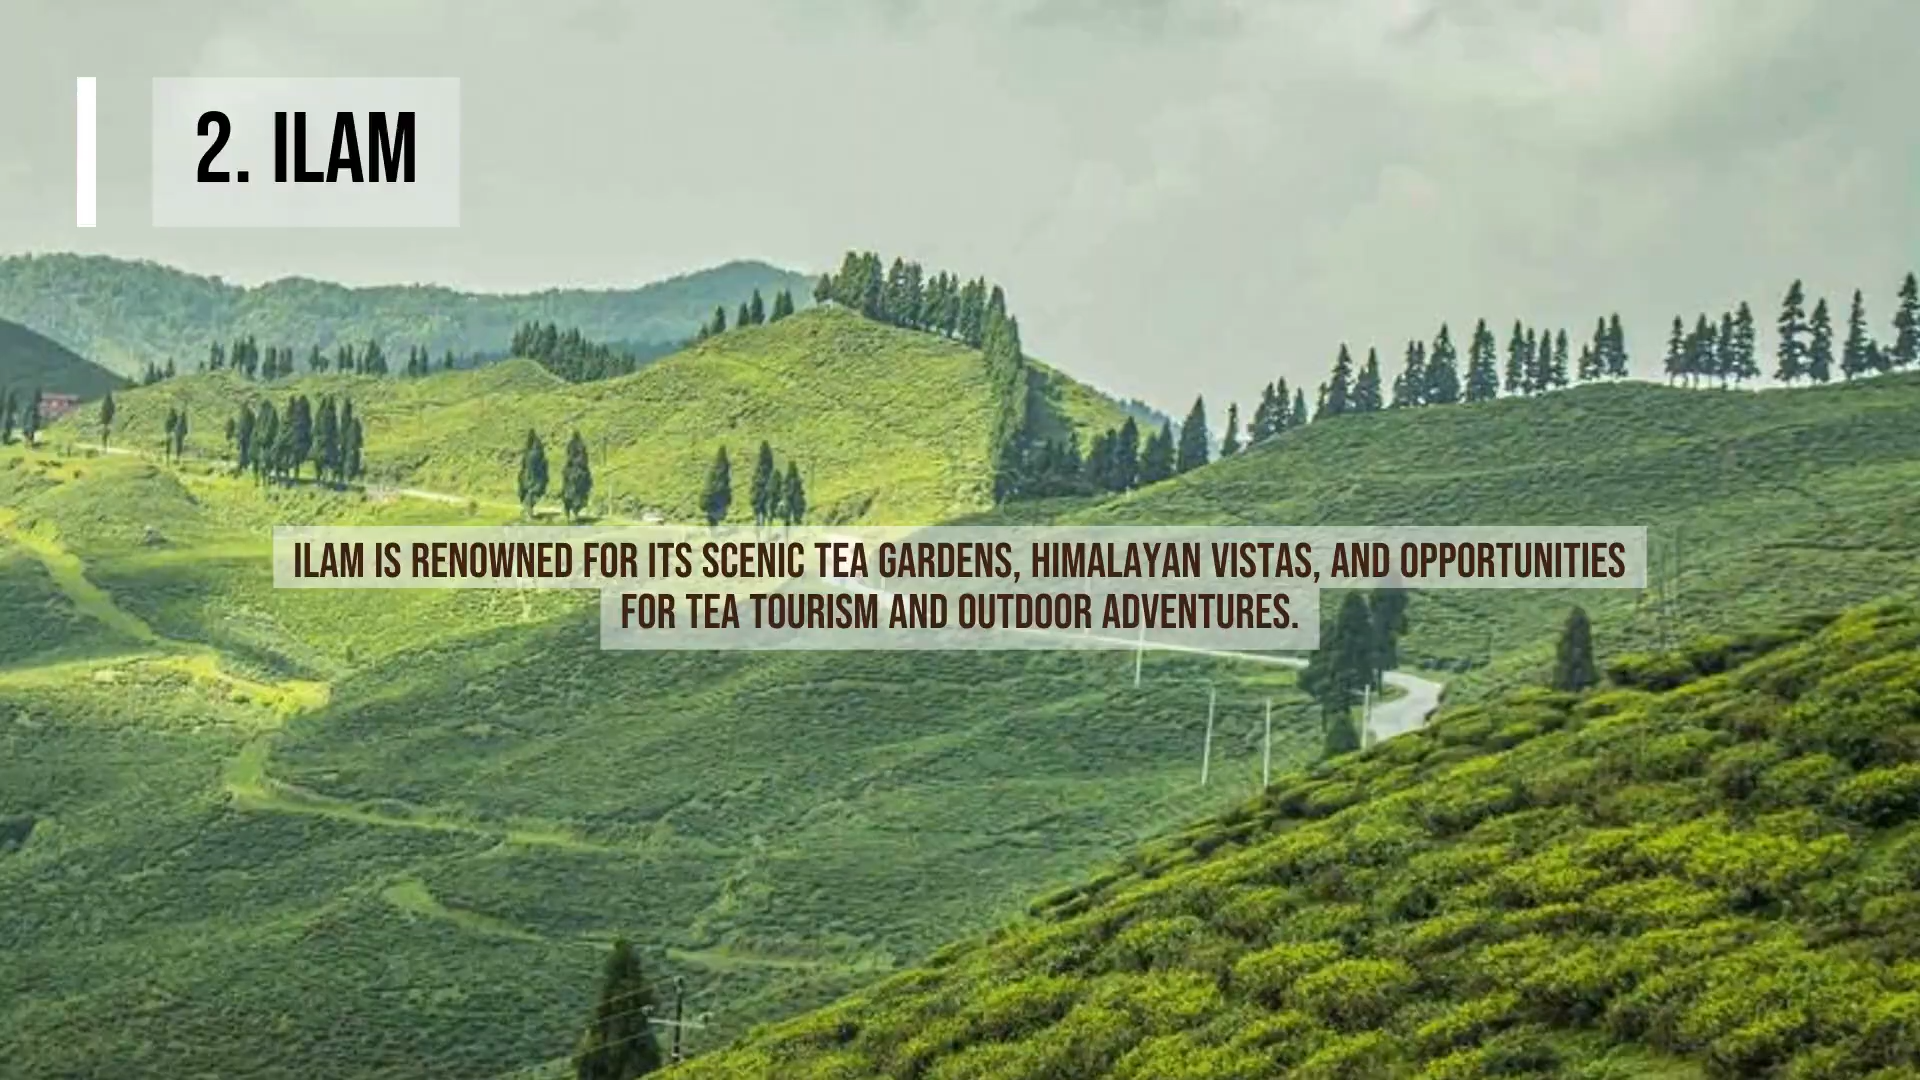 2. ILAM
ILAM IS RENOWNED FOR ITS SCENIC TEA GARDENS, HIMALAYAN VISTAS, AND OPPORTUNITIES
FOR TEA TOURISM AND OUTDOOR ADVENTURES.